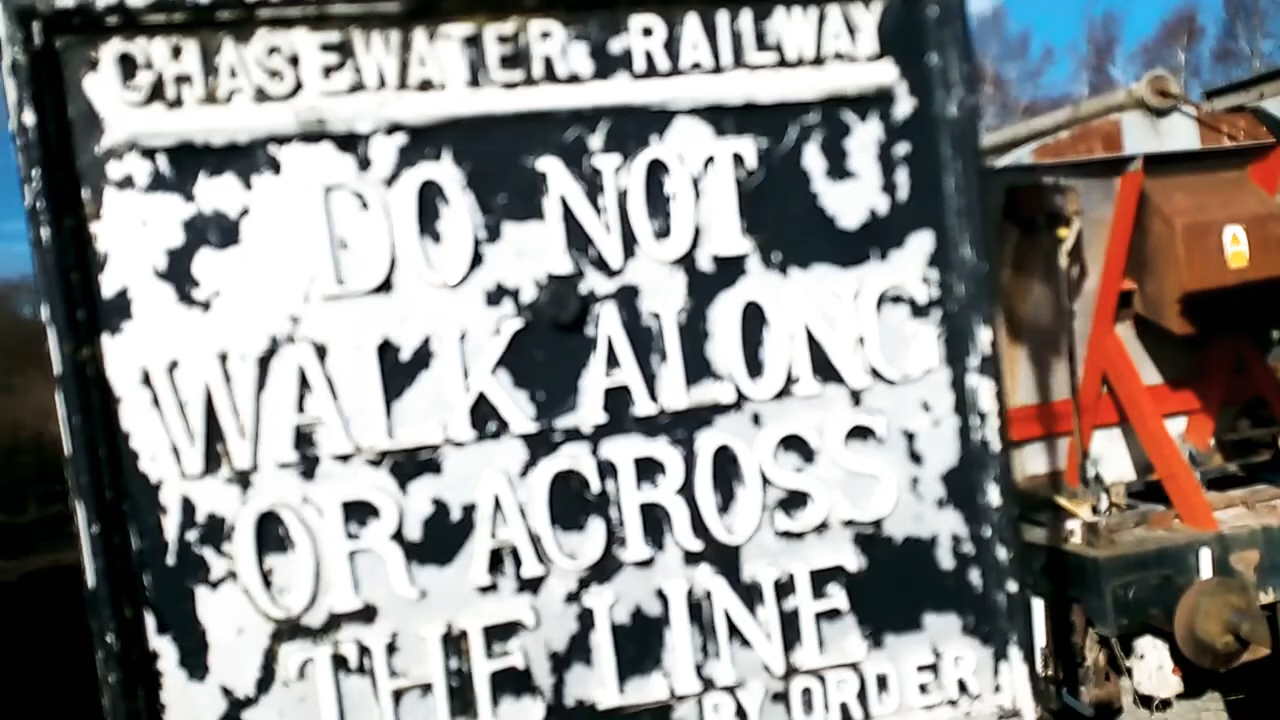 CHASEWATER RAILWAY
DO NOT
WALK ALONG
OR ACROSS
THE LINE
BY ORDER